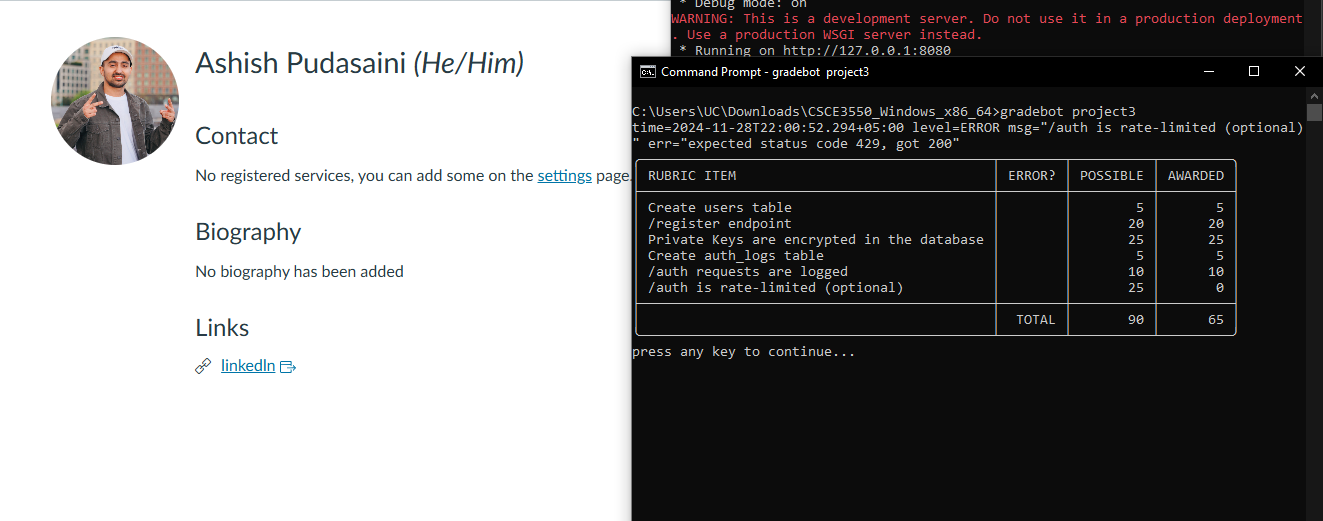 Ashish Pudasaini (He/Him)
Contact
No registered services, you can add some on the settings page.
Biography
No biography has been added
Links
linkedln
* Debug mode: on
WARNING: This is a development server. Do not use it in a production deployment
. Use a production WSGI server instead.
* Running on http://127.0.0.1:8080
Command Prompt - gradebot project3
C:\Users\UC\Downloads\CSCE3550_Windows_x86_64>gradebot project3
time=2024-11-28T22:00:52.294+05:00 level=ERROR msg="/auth is rate-limited (optional)
" err="expected status code 429, got 200"
RUBRIC ITEM ERROR? POSSIBLE AWARDED
Create users table 5 5
/register endpoint 20 20
Private Keys are encrypted in the database 25 25
Create auth_logs table 5 5
/auth requests are logged 10 10
/auth is rate-limited (optional) 25 0
TOTAL 90 65
press any key to continue...